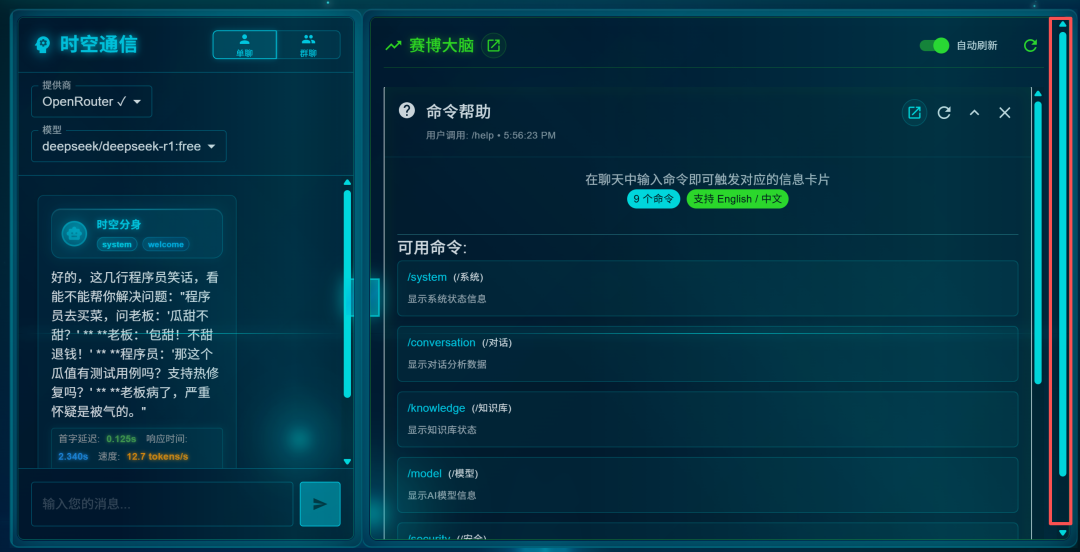 时空通信
单聊
群聊
提供商
OpenRouter ✓
模型
deepseek/deepseek-r1:free
时空分身
system
welcome
好的，这几行程序员笑话，看
能不能帮你解决问题："程序
员去买菜，问老板：'瓜甜不
甜？' ** **老板：'包甜！不甜
退钱！' ** **程序员：'那这个
瓜值有测试用例吗？支持热修
复吗？' ** **老板病了，严重
怀疑是被气的。"
首字延迟: 0.125s 响应时间:
2.340s 速度: 12.7 tokens/s
输入您的消息...
赛博大脑
自动刷新
命令帮助
用户调用: /help • 5:56:23 PM
在聊天中输入命令即可触发对应的信息卡片
9 个命令
支持 English / 中文
可用命令:
/system (/系统)
显示系统状态信息
/conversation (/对话)
显示对话分析数据
/knowledge (/知识库)
显示知识库状态
/model (/模型)
显示AI模型信息
/security (/安全)